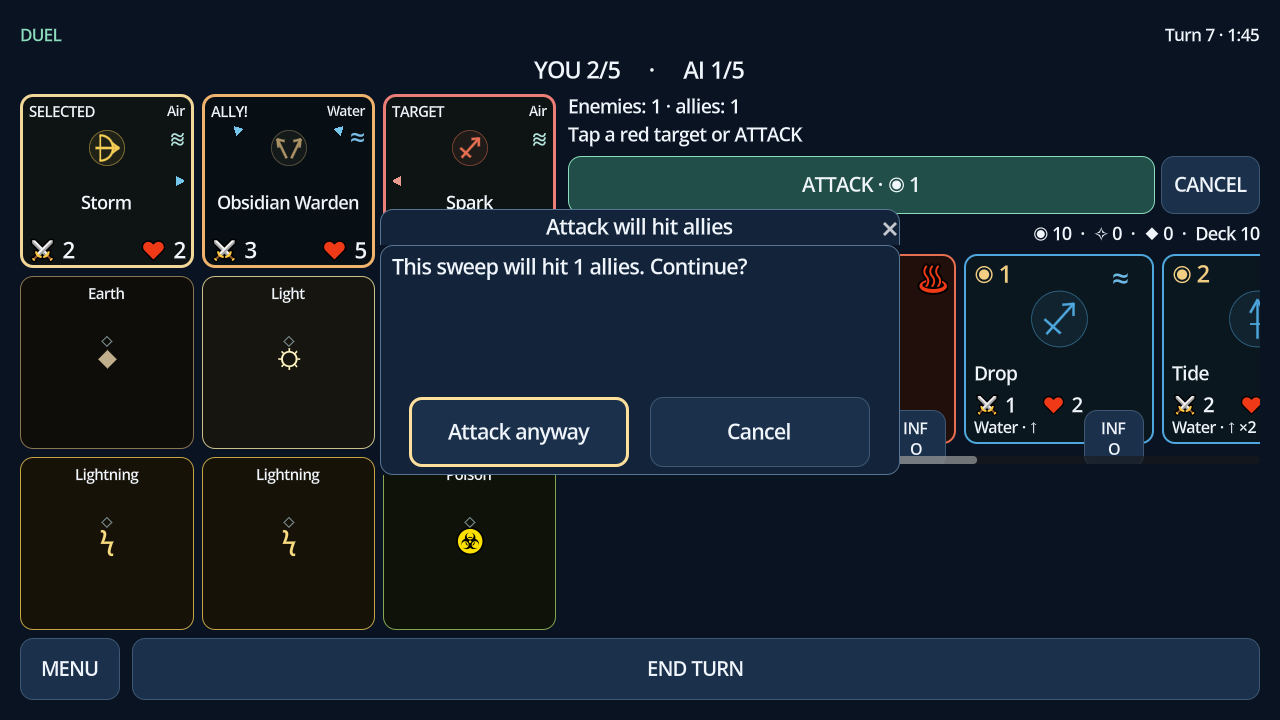 DUEL
Turn 7 · 1:45
YOU 2/5 · AI 1/5
SELECTED Air
Storm
2 2
ALLY! Water
Obsidian Warden
3 5
TARGET Air
Spark
Enemies: 1 · allies: 1
Tap a red target or ATTACK
ATTACK · ◉ 1
CANCEL
◉ 10 · ✧ 0 · ◆ 0 · Deck 10
Attack will hit allies
×
This sweep will hit 1 allies. Continue?
Attack anyway
Cancel
INF
O
◉ 1
Drop
1 2
Water · ↑
INF
O
◉ 2
Tide
2
Water · ↑ ×2
Earth
Light
Lightning
Lightning
Poison
MENU
END TURN